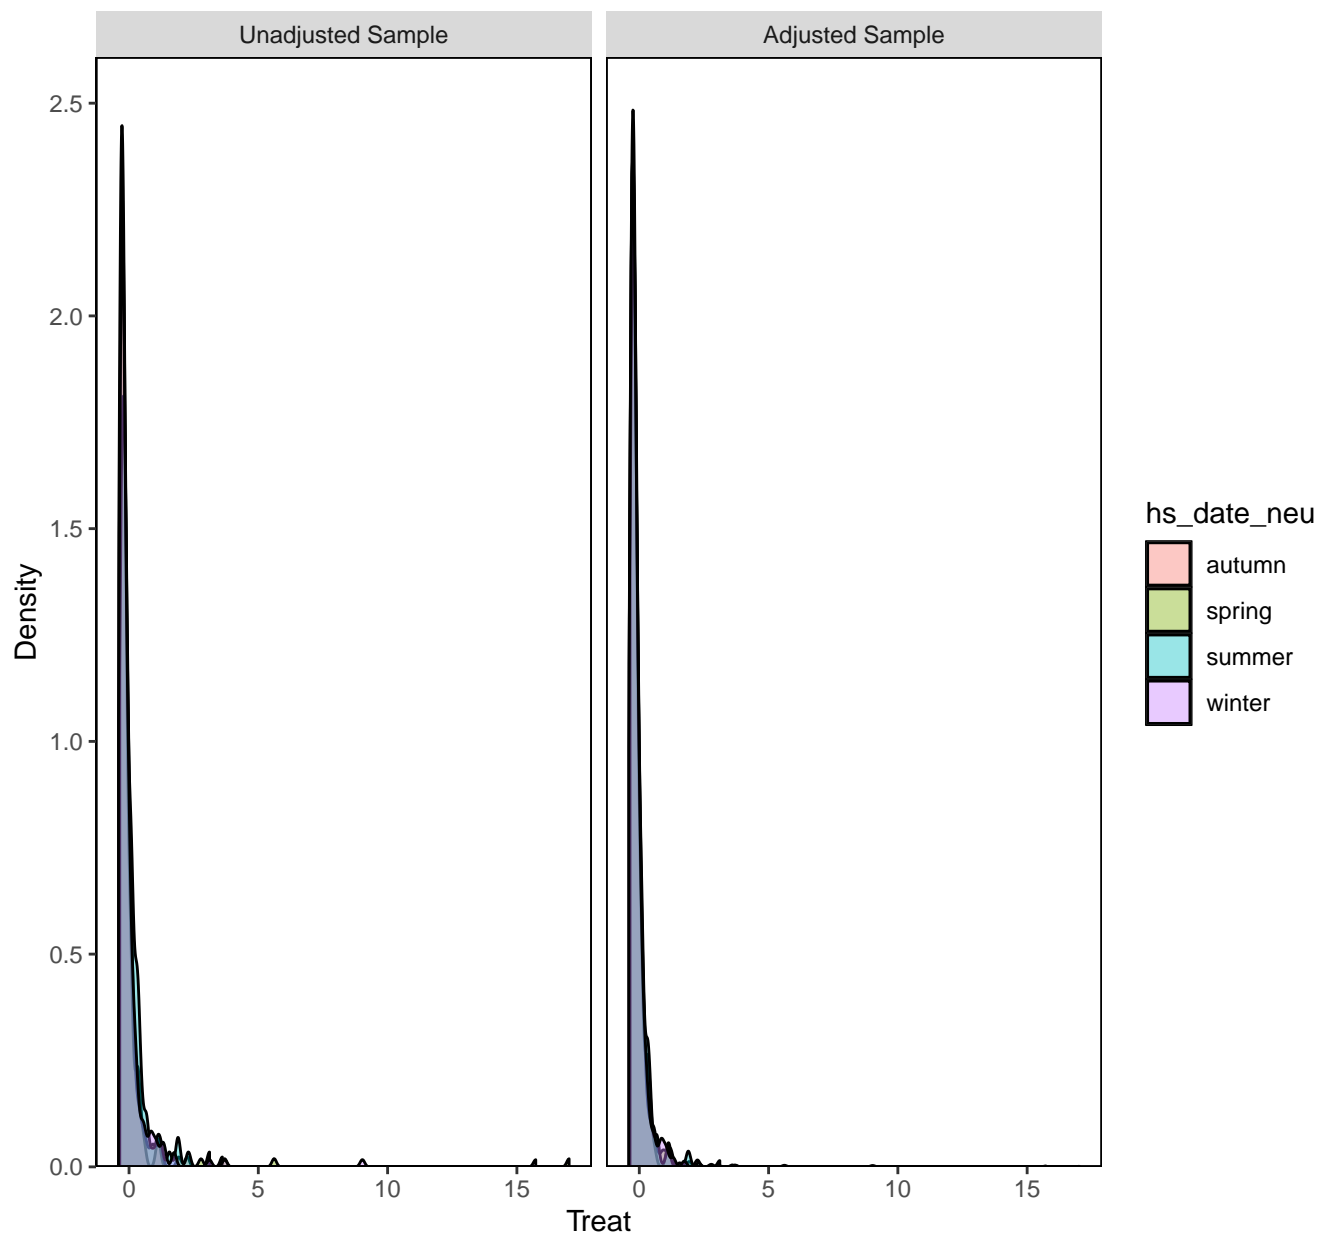 Unadjusted Sample
Adjusted Sample
2.5
2.0
1.5
1.0
0.5
0.0
Density
0
5
10
15
0
5
10
15
Treat
hs_date_neu
autumn
spring
summer
winter